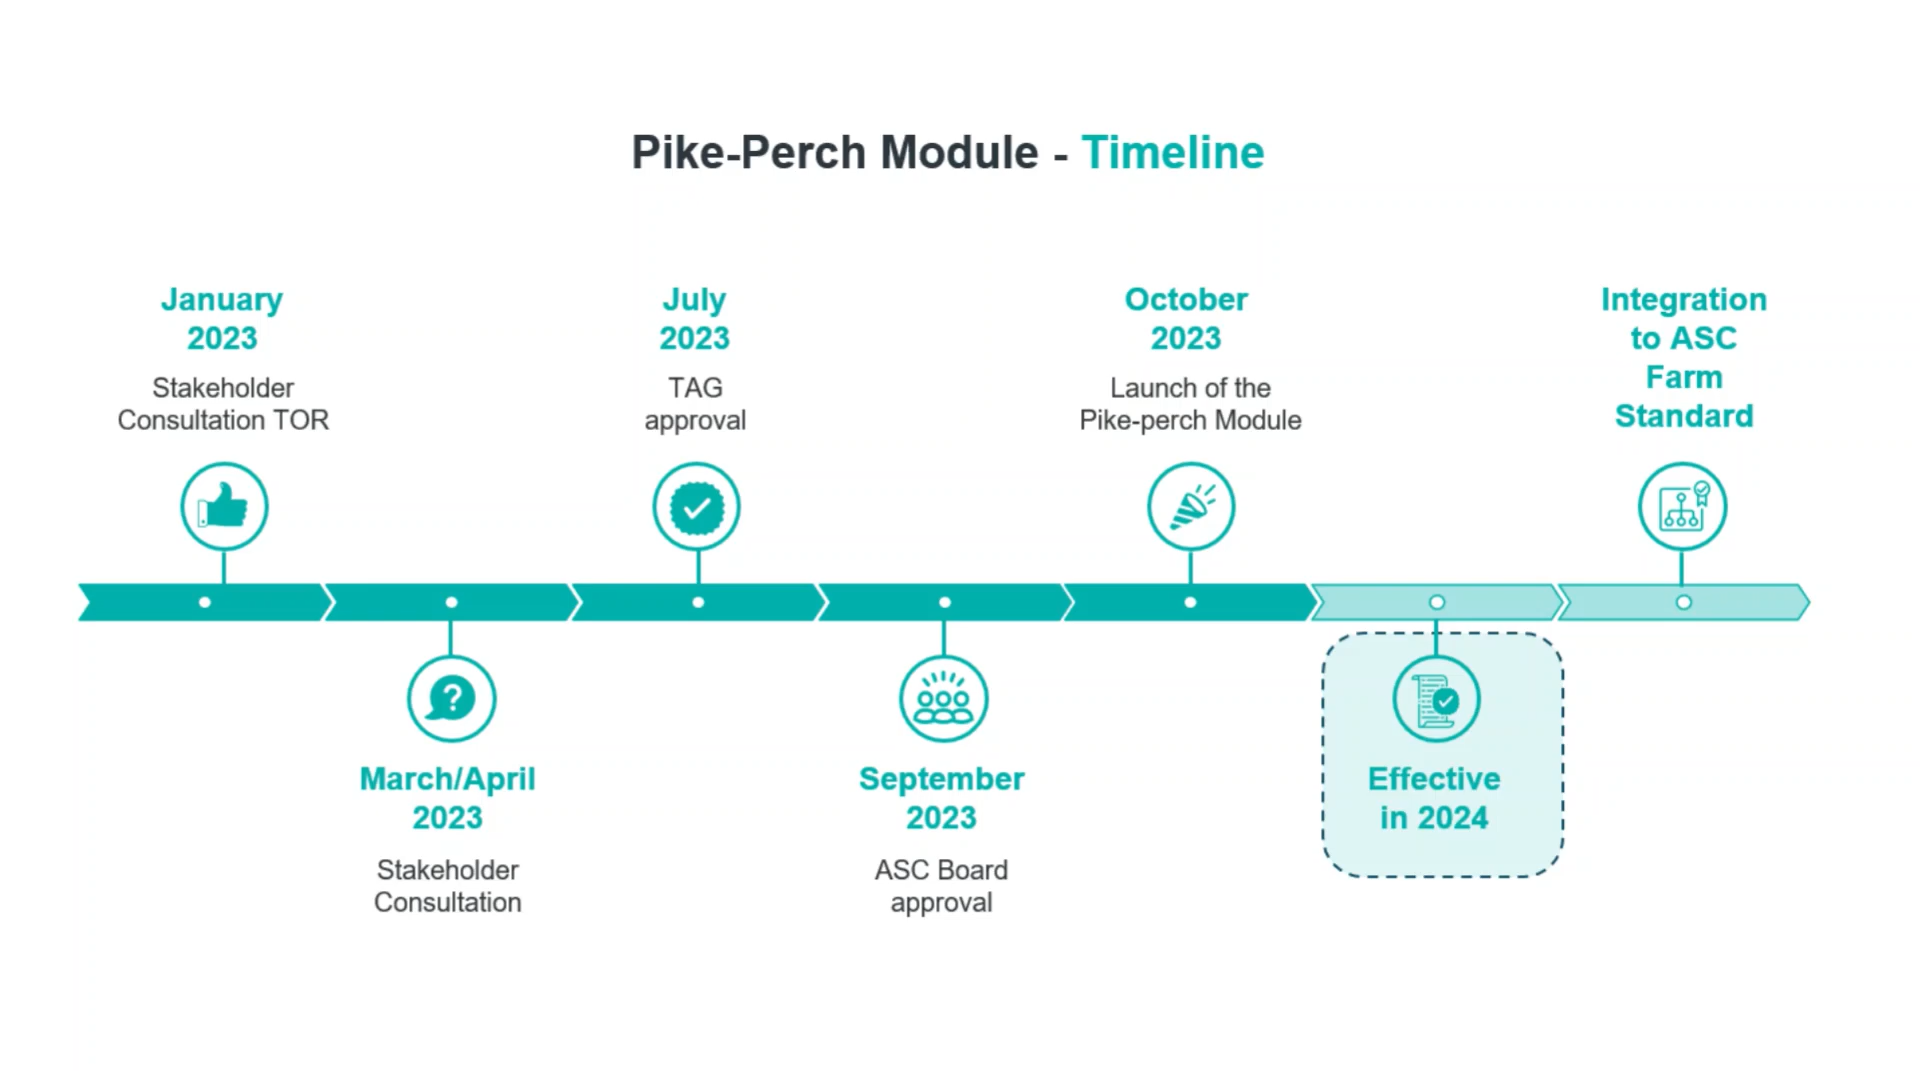 Pike-Perch Module - Timeline
January
2023
Stakeholder
Consultation TOR
March/April
2023
Stakeholder
Consultation
July
2023
TAG
approval
September
2023
ASC Board
approval
October
2023
Launch of the
Pike-perch Module
Effective
in 2024
Integration
to ASC
Farm
Standard